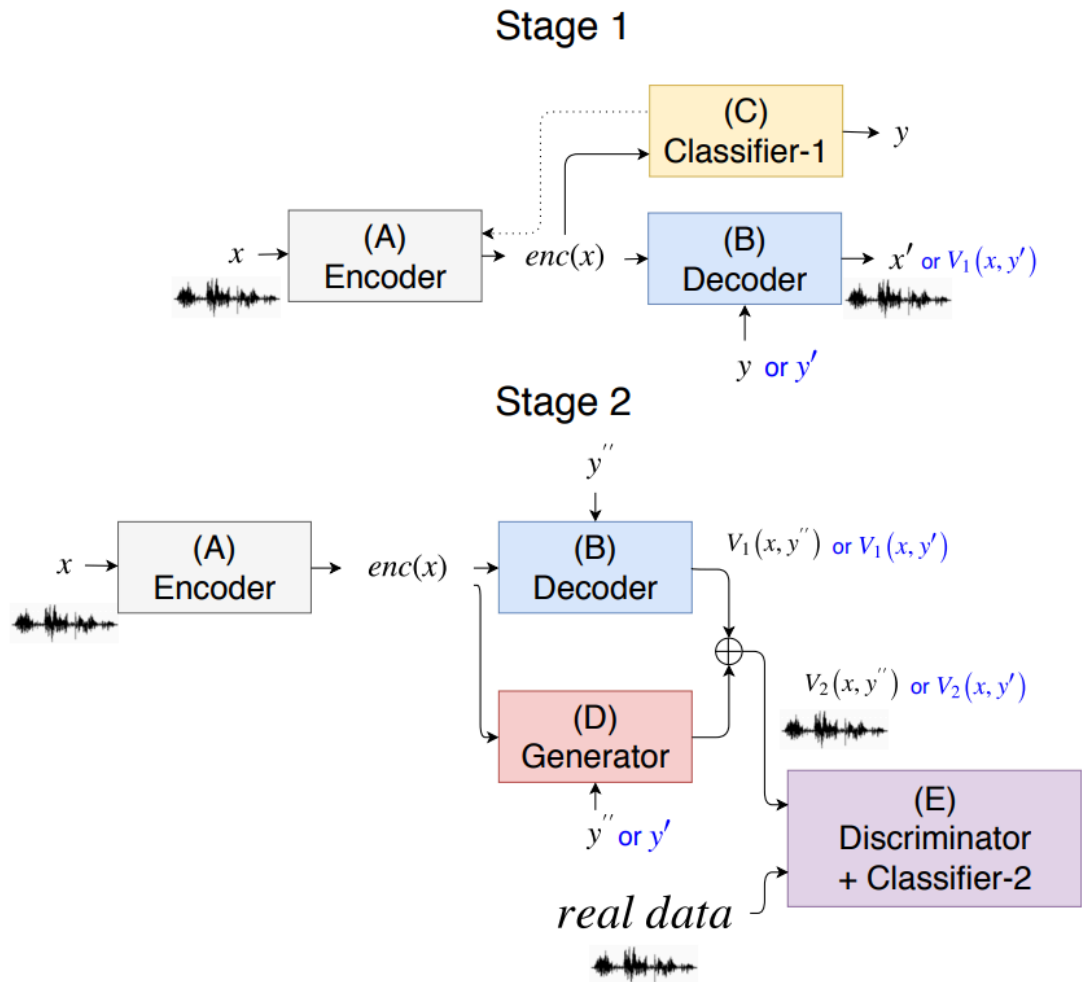 Stage 1
(C)
Classifier-1
y
(A)
Encoder
x
enc(x)
(B)
Decoder
x′ or V₁(x, y′)
y or y′
Stage 2
y′′
(A)
Encoder
x
enc(x)
(B)
Decoder
V₁(x, y′′) or V₁(x, y′)
V₂(x, y′′) or V₂(x, y′)
(D)
Generator
y′′ or y′
(E)
Discriminator
+ Classifier-2
real data